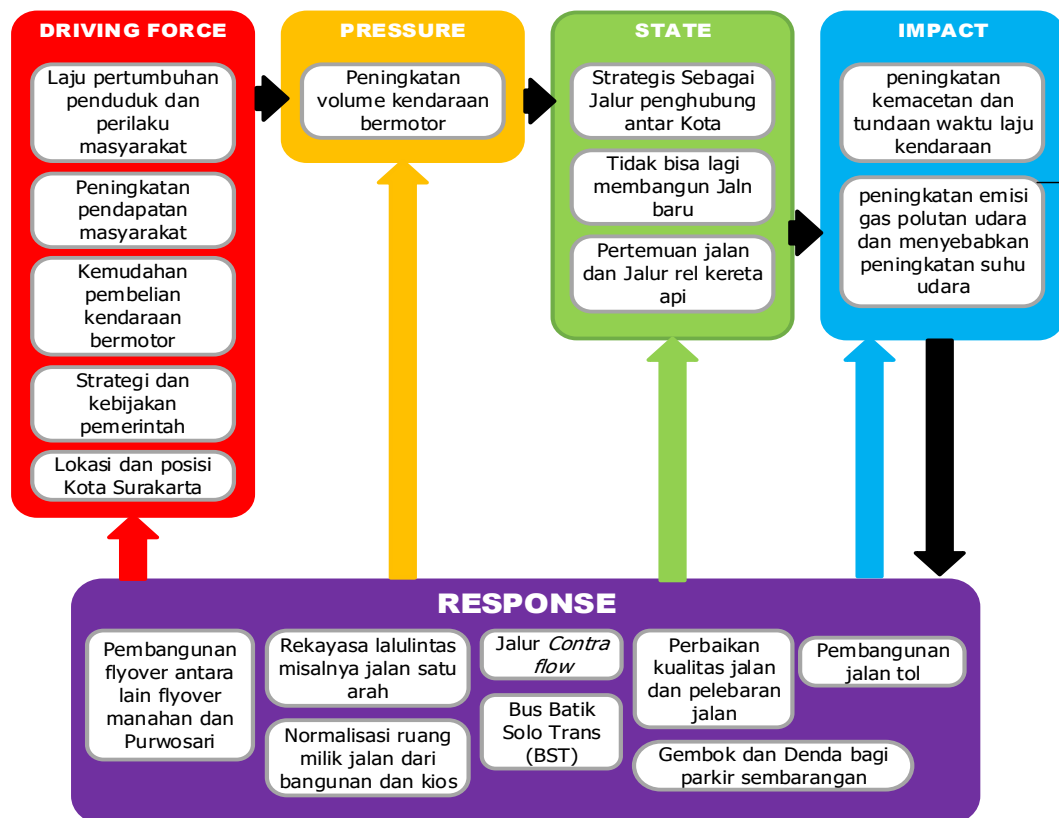 DRIVING FORCE
Laju pertumbuhan
penduduk dan
perilaku
masyarakat
Peningkatan
pendapatan
masyarakat
Kemudahan
pembelian
kendaraan
bermotor
Strategi dan
kebijakan
pemerintah
Lokasi dan posisi
Kota Surakarta
PRESSURE
Peningkatan
volume kendaraan
bermotor
STATE
Strategis Sebagai
Jalur penghubung
antar Kota
Tidak bisa lagi
membangun Jaln
baru
Pertemuan jalan
dan Jalur rel kereta
api
IMPACT
peningkatan
kemacetan dan
tundaan waktu laju
kendaraan
peningkatan emisi
gas polutan udara
dan menyebabkan
peningkatan suhu
udara
RESPONSE
Pembangunan
flyover antara
lain flyover
manahan dan
Purwosari
Rekayasa lalulintas
misalnya jalan satu
arah
Normalisasi ruang
milik jalan dari
bangunan dan kios
Jalur Contra
flow
Bus Batik
Solo Trans
(BST)
Perbaikan
kualitas jalan
dan pelebaran
jalan
Pembangunan
jalan tol
Gembok dan Denda bagi
parkir sembarangan